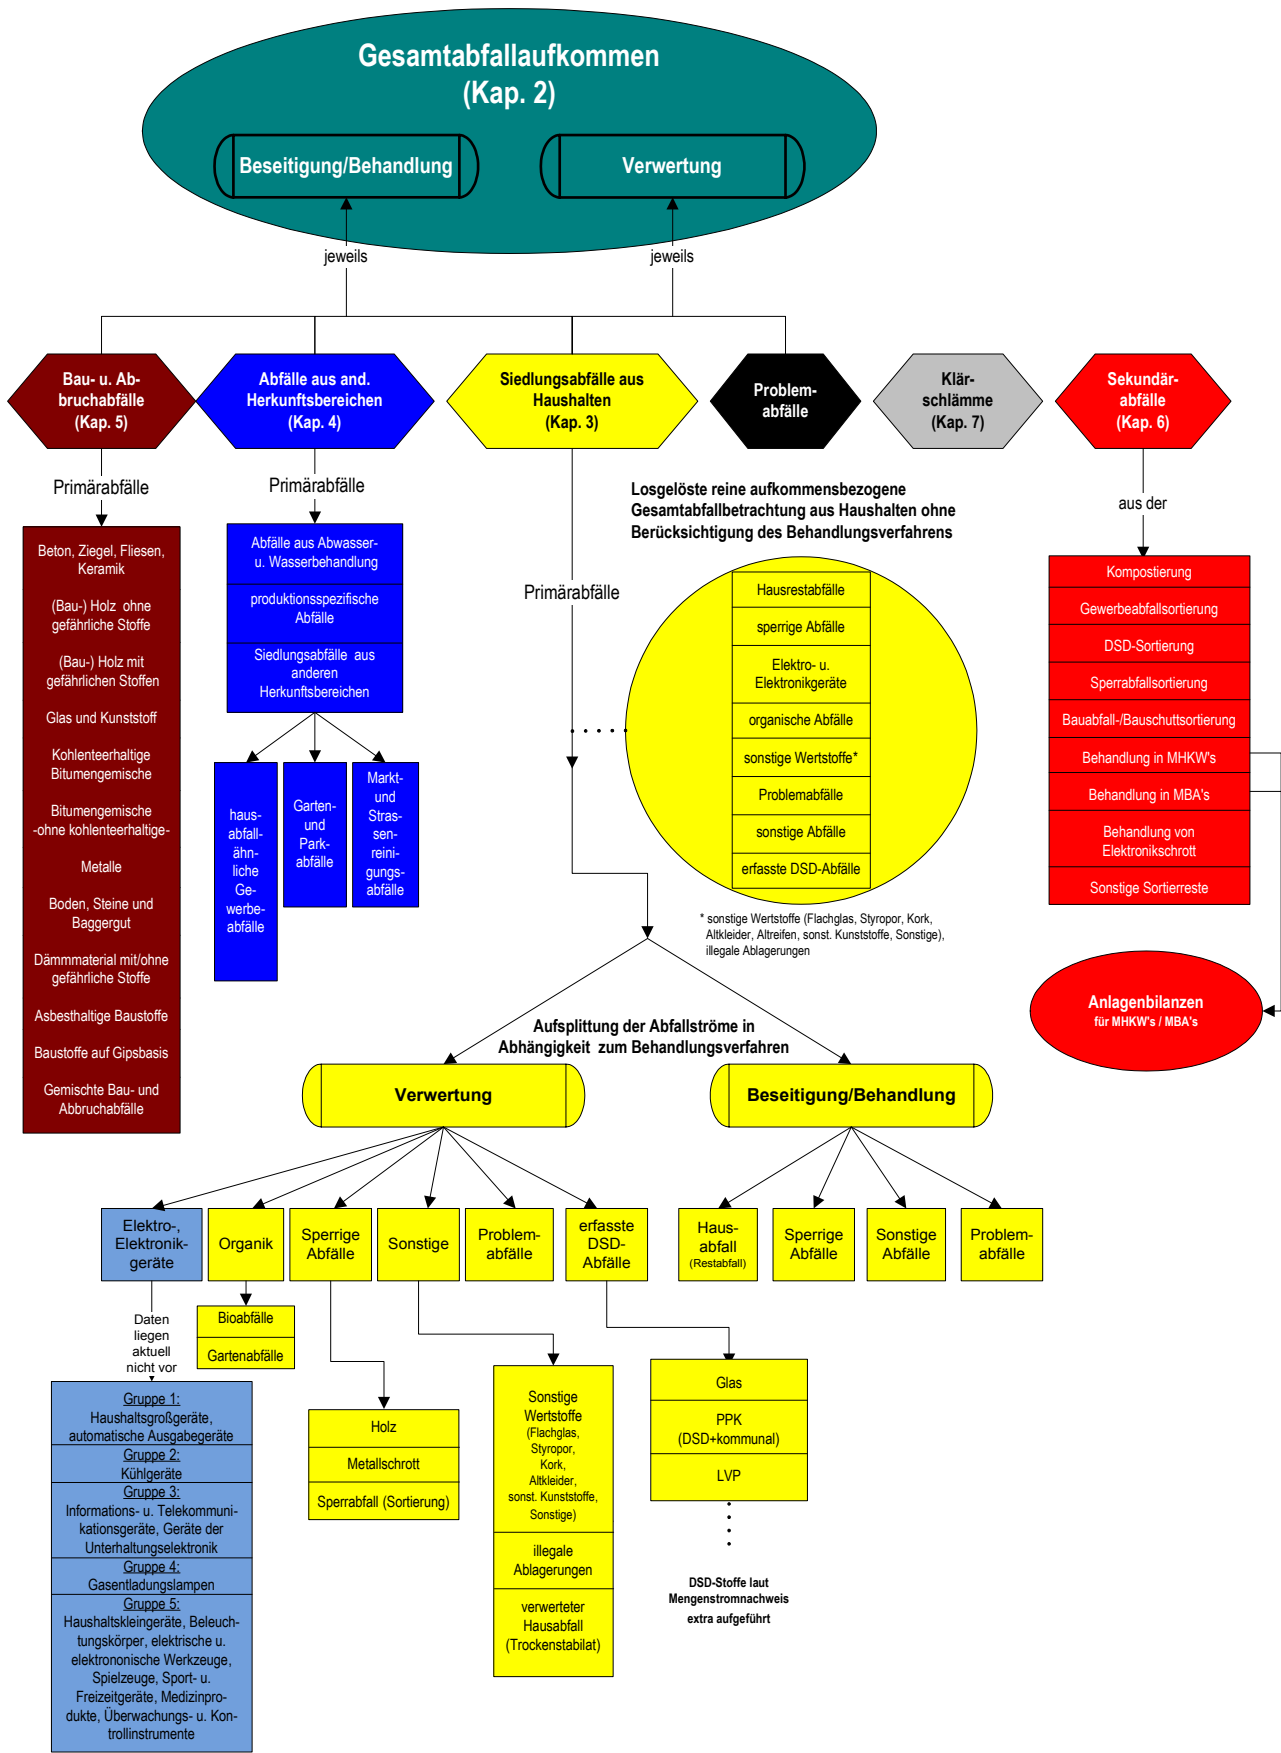 Gesamtabfallaufkommen
(Kap. 2)
Beseitigung/Behandlung
Verwertung
jeweils
jeweils
Bau- u. Ab-
bruchabfälle
(Kap. 5)
Abfälle aus and.
Herkunftsbereichen
(Kap. 4)
Siedlungsabfälle aus
Haushalten
(Kap. 3)
Problem-
abfälle
Klär-
schlämme
(Kap. 7)
Sekundär-
abfälle
(Kap. 6)
Primärabfälle
Beton, Ziegel, Fliesen,
Keramik
(Bau-) Holz ohne
gefährliche Stoffe
(Bau-) Holz mit
gefährlichen Stoffen
Glas und Kunststoff
Kohlenteerhaltige
Bitumengemische
Bitumengemische
-ohne kohlenteerhaltige-
Metalle
Boden, Steine und
Baggergut
Dämmmaterial mit/ohne
gefährliche Stoffe
Asbesthaltige Baustoffe
Baustoffe auf Gipsbasis
Gemischte Bau- und
Abbruchabfälle
Primärabfälle
Abfälle aus Abwasser-
u. Wasserbehandlung
produktionsspezifische
Abfälle
Siedlungsabfälle aus
anderen
Herkunftsbereichen
haus-
abfall-
ähn-
liche
Ge-
werbe-
abfälle
Garten-
und
Park-
abfälle
Markt-
und
Stras-
sen-
reini-
gungs-
abfälle
Primärabfälle
Losgelöste reine aufkommensbezogene
Gesamtabfallbetrachtung aus Haushalten ohne
Berücksichtigung des Behandlungsverfahrens
Hausrestabfälle
sperrige Abfälle
Elektro- u.
Elektronikgeräte
organische Abfälle
sonstige Wertstoffe*
Problemabfälle
sonstige Abfälle
erfasste DSD-Abfälle
* sonstige Wertstoffe (Flachglas, Styropor, Kork,
Altkleider, Altreifen, sonst. Kunststoffe, Sonstige),
illegale Ablagerungen
aus der
Kompostierung
Gewerbeabfallsortierung
DSD-Sortierung
Sperrabfallsortierung
Bauabfall-/Bauschuttsortierung
Behandlung in MHKW's
Behandlung in MBA's
Behandlung von
Elektronikschrott
Sonstige Sortierreste
Anlagenbilanzen
für MHKW's / MBA's
Aufsplittung der Abfallströme in
Abhängigkeit zum Behandlungsverfahren
Verwertung
Beseitigung/Behandlung
Elektro-,
Elektronik-
geräte
Organik
Sperrige
Abfälle
Sonstige
Problem-
abfälle
erfasste
DSD-
Abfälle
Haus-
abfall
(Restabfall)
Sperrige
Abfälle
Sonstige
Abfälle
Problem-
abfälle
Daten
liegen
aktuell
nicht vor
Bioabfälle
Gartenabfälle
Gruppe 1:
Haushaltsgroßgeräte,
automatische Ausgabegeräte
Gruppe 2:
Kühlgeräte
Gruppe 3:
Informations- u. Telekommuni-
kationsgeräte, Geräte der
Unterhaltungselektronik
Gruppe 4:
Gasentladungslampen
Gruppe 5:
Haushaltskleingeräte, Beleuch-
tungskörper, elektrische u.
elektrononische Werkzeuge,
Spielzeuge, Sport- u.
Freizeitgeräte, Medizinpro-
dukte, Überwachungs- u. Kon-
trollinstrumente
Holz
Metallschrott
Sperrabfall (Sortierung)
Sonstige
Wertstoffe
(Flachglas,
Styropor,
Kork,
Altkleider,
sonst. Kunststoffe,
Sonstige)
illegale
Ablagerungen
verwerteter
Hausabfall
(Trockenstabilat)
Glas
PPK
(DSD+kommunal)
LVP
DSD-Stoffe laut
Mengenstromnachweis
extra aufgeführt